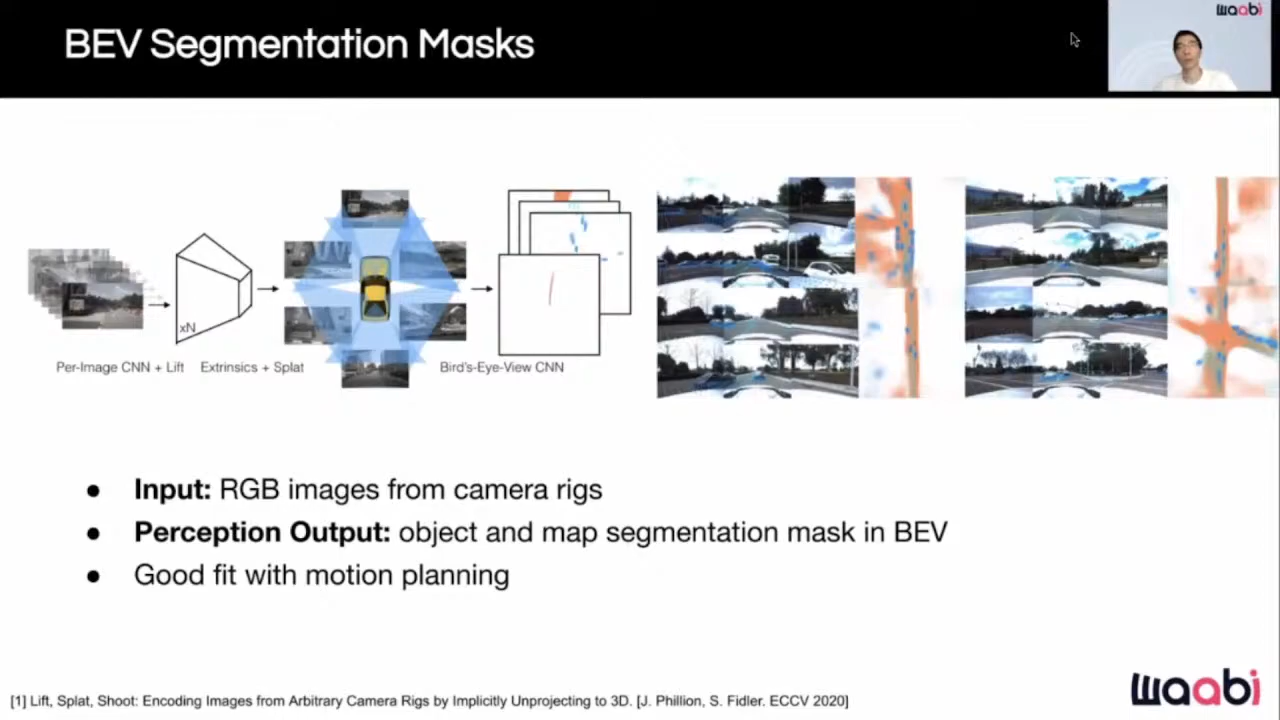 BEV Segmentation Masks
waabi
xN
Per-Image CNN + Lift
Extrinsics + Splat
Bird's-Eye-View CNN
● Input: RGB images from camera rigs
● Perception Output: object and map segmentation mask in BEV
● Good fit with motion planning
[1] Lift, Splat, Shoot: Encoding Images from Arbitrary Camera Rigs by Implicitly Unprojecting to 3D. [J. Phillion, S. Fidler. ECCV 2020]
waabi